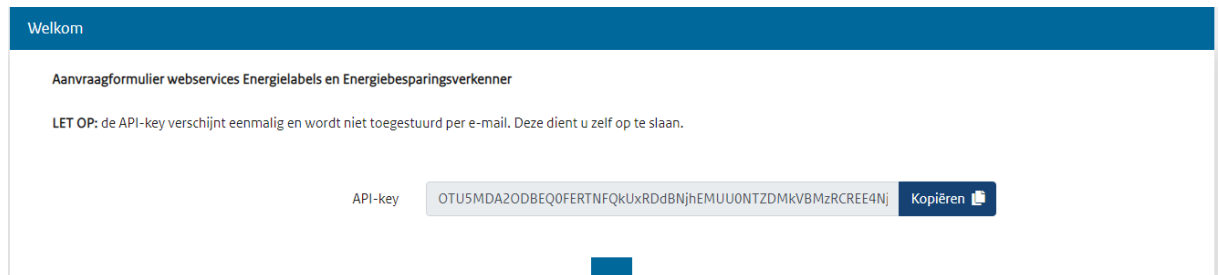 Welkom
Aanvraagformulier webservices Energielabels en Energiebesparingsverkenner
LET OP: de API-key verschijnt eenmalig en wordt niet toegestuurd per e-mail. Deze dient u zelf op te slaan.
API-key OTU5MDA2ODBEQ0FERTNFQkUxRDdBNjhEMUU0NTZDMkVBMzRCREE4Nj Kopiëren